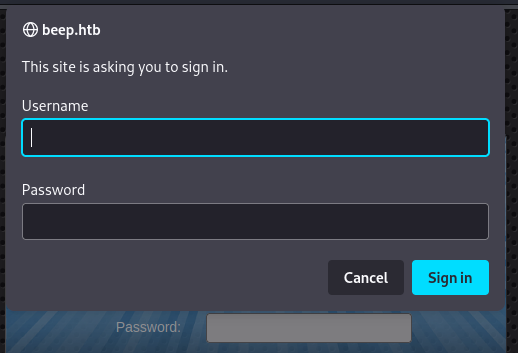 beep.htb
This site is asking you to sign in.
Username
Password
Cancel Sign in
Password: